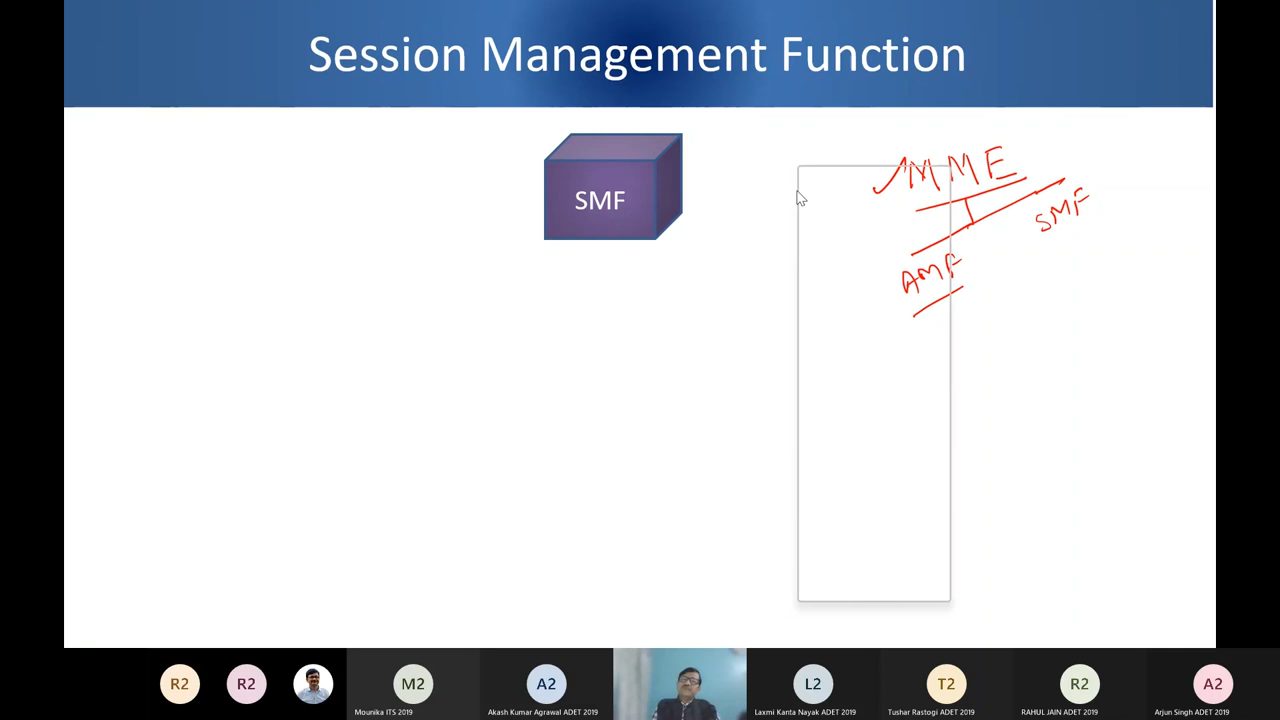 Session Management Function
SMF
MME
SMF
AMF
R2
R2
M2
A2
L2
T2
R2
A2
Mounika ITS 2019
Akash Kumar Agrawal ADET 2019
Laxmi Kanta Nayak ADET 2019
Tushar Rastogi ADET 2019
RAHUL JAIN ADET 2019
Arjun Singh ADET 2019